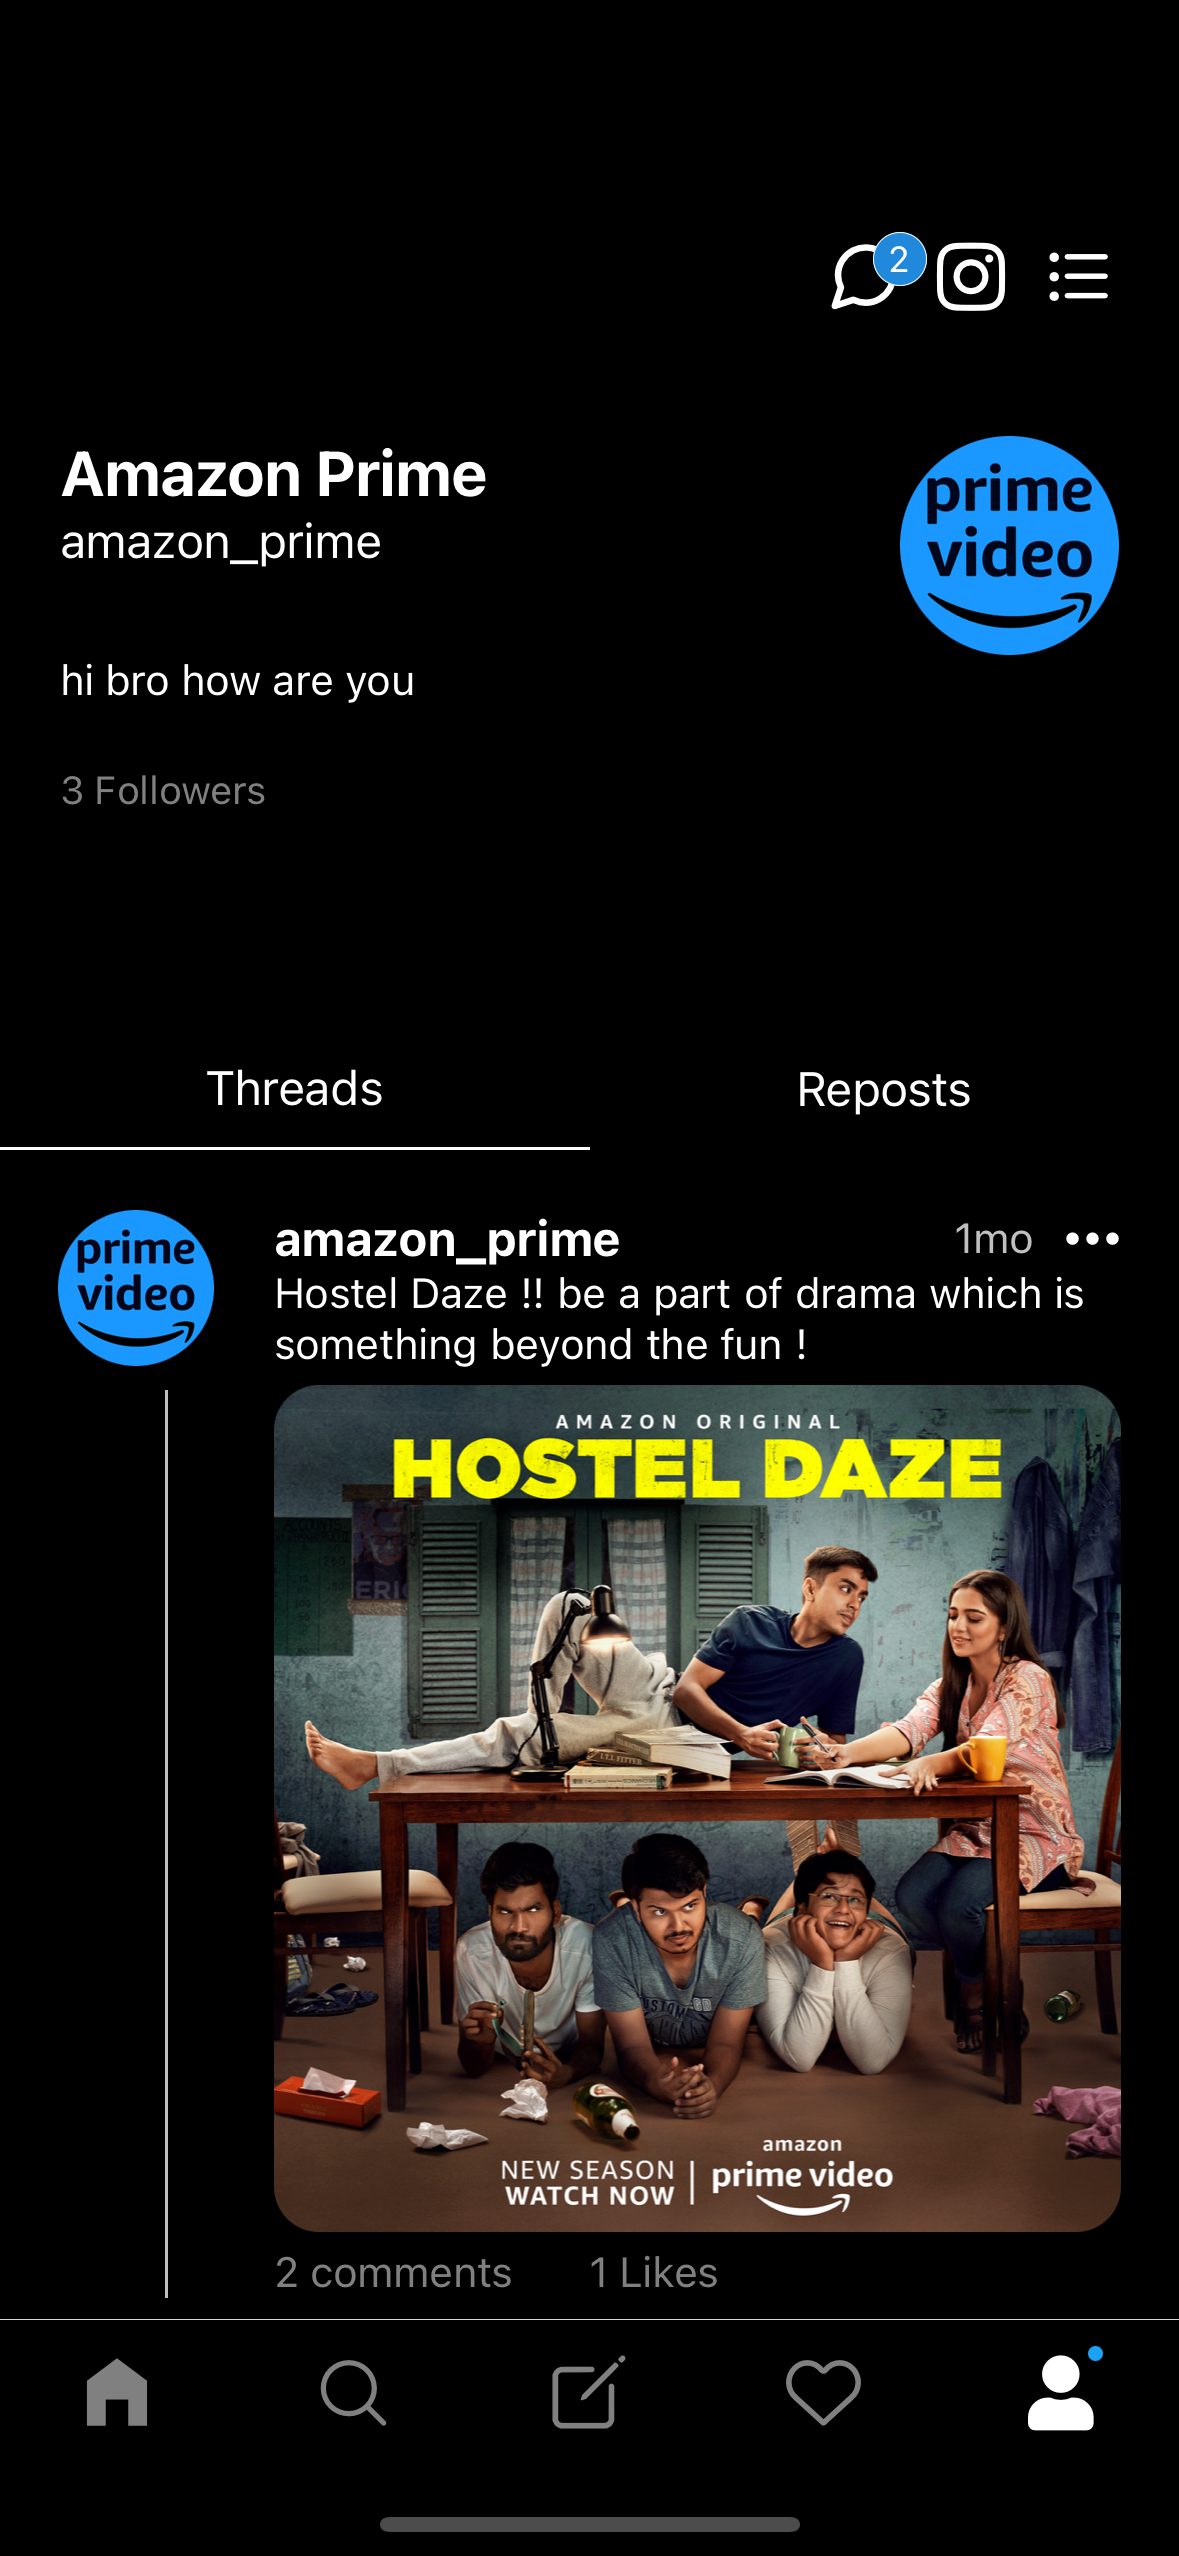 2
Amazon Prime
amazon_prime
prime
video
hi bro how are you
3 Followers
Threads
Reposts
prime
video
amazon_prime
1mo
Hostel Daze !! be a part of drama which is
something beyond the fun !
AMAZON ORIGINAL
HOSTEL DAZE
NEW SEASON
WATCH NOW
amazon
prime video
2 comments
1 Likes